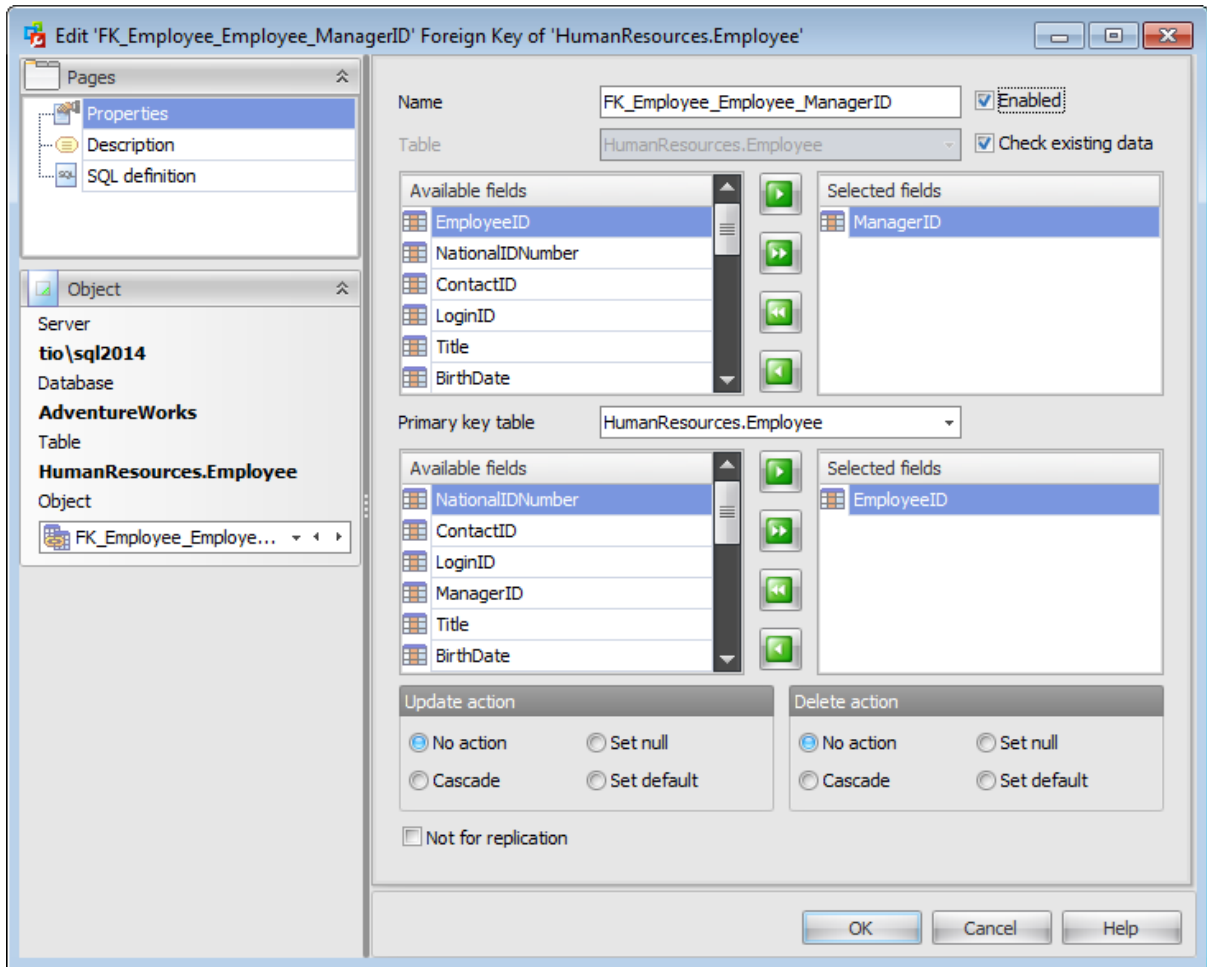 Edit 'FK_Employee_Employee_ManagerID' Foreign Key of 'HumanResources.Employee'
Pages
Properties
Description
SQL definition
Object
Server
tio\sql2014
Database
AdventureWorks
Table
HumanResources.Employee
Object
FK_Employee_Employe...
Name FK_Employee_Employee_ManagerID Enabled
Table HumanResources.Employee Check existing data
Available fields
EmployeeID
NationalIDNumber
ContactID
LoginID
Title
BirthDate
Selected fields
ManagerID
Primary key table HumanResources.Employee
Available fields
NationalIDNumber
ContactID
LoginID
ManagerID
Title
BirthDate
Selected fields
EmployeeID
Update action
No action Set null
Cascade Set default
Delete action
No action Set null
Cascade Set default
Not for replication
OK Cancel Help